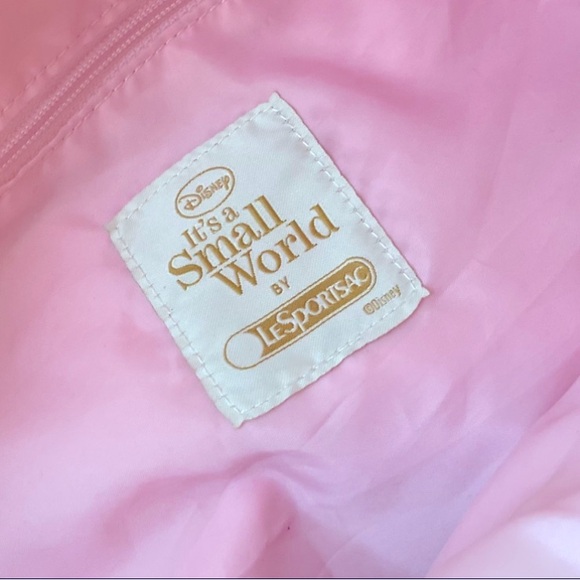 Disney
It's a
Small
World
BY
LeSportsac
©Disney